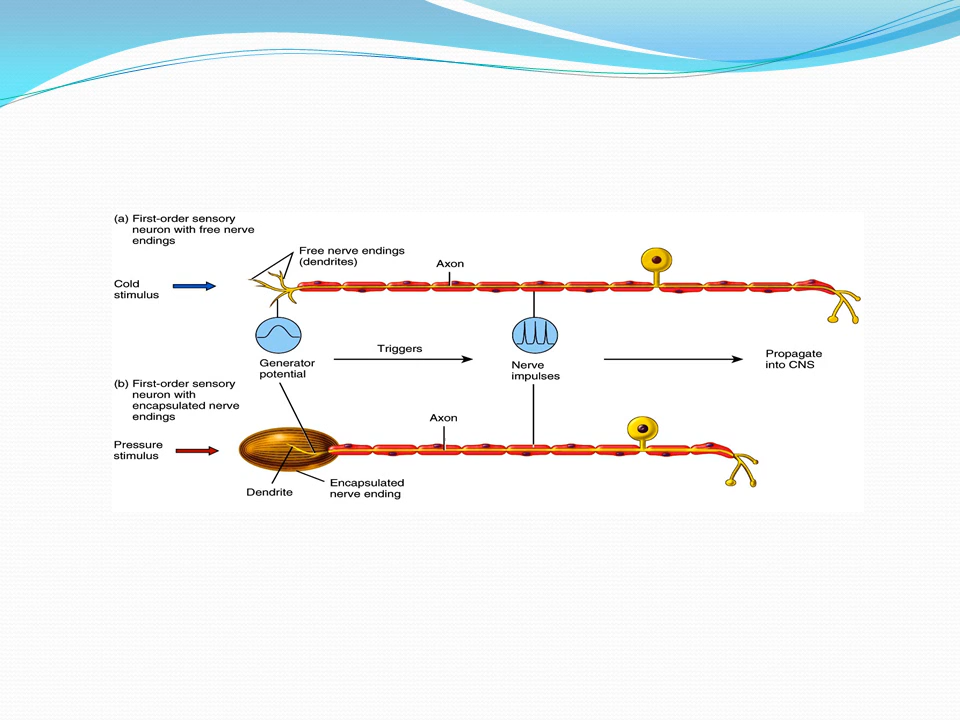 (a) First-order sensory
neuron with free nerve
endings
Free nerve endings
(dendrites)
Axon
Cold
stimulus
Generator
potential
Triggers
Nerve
impulses
Propagate
into CNS
(b) First-order sensory
neuron with
encapsulated nerve
endings
Axon
Pressure
stimulus
Dendrite
Encapsulated
nerve ending